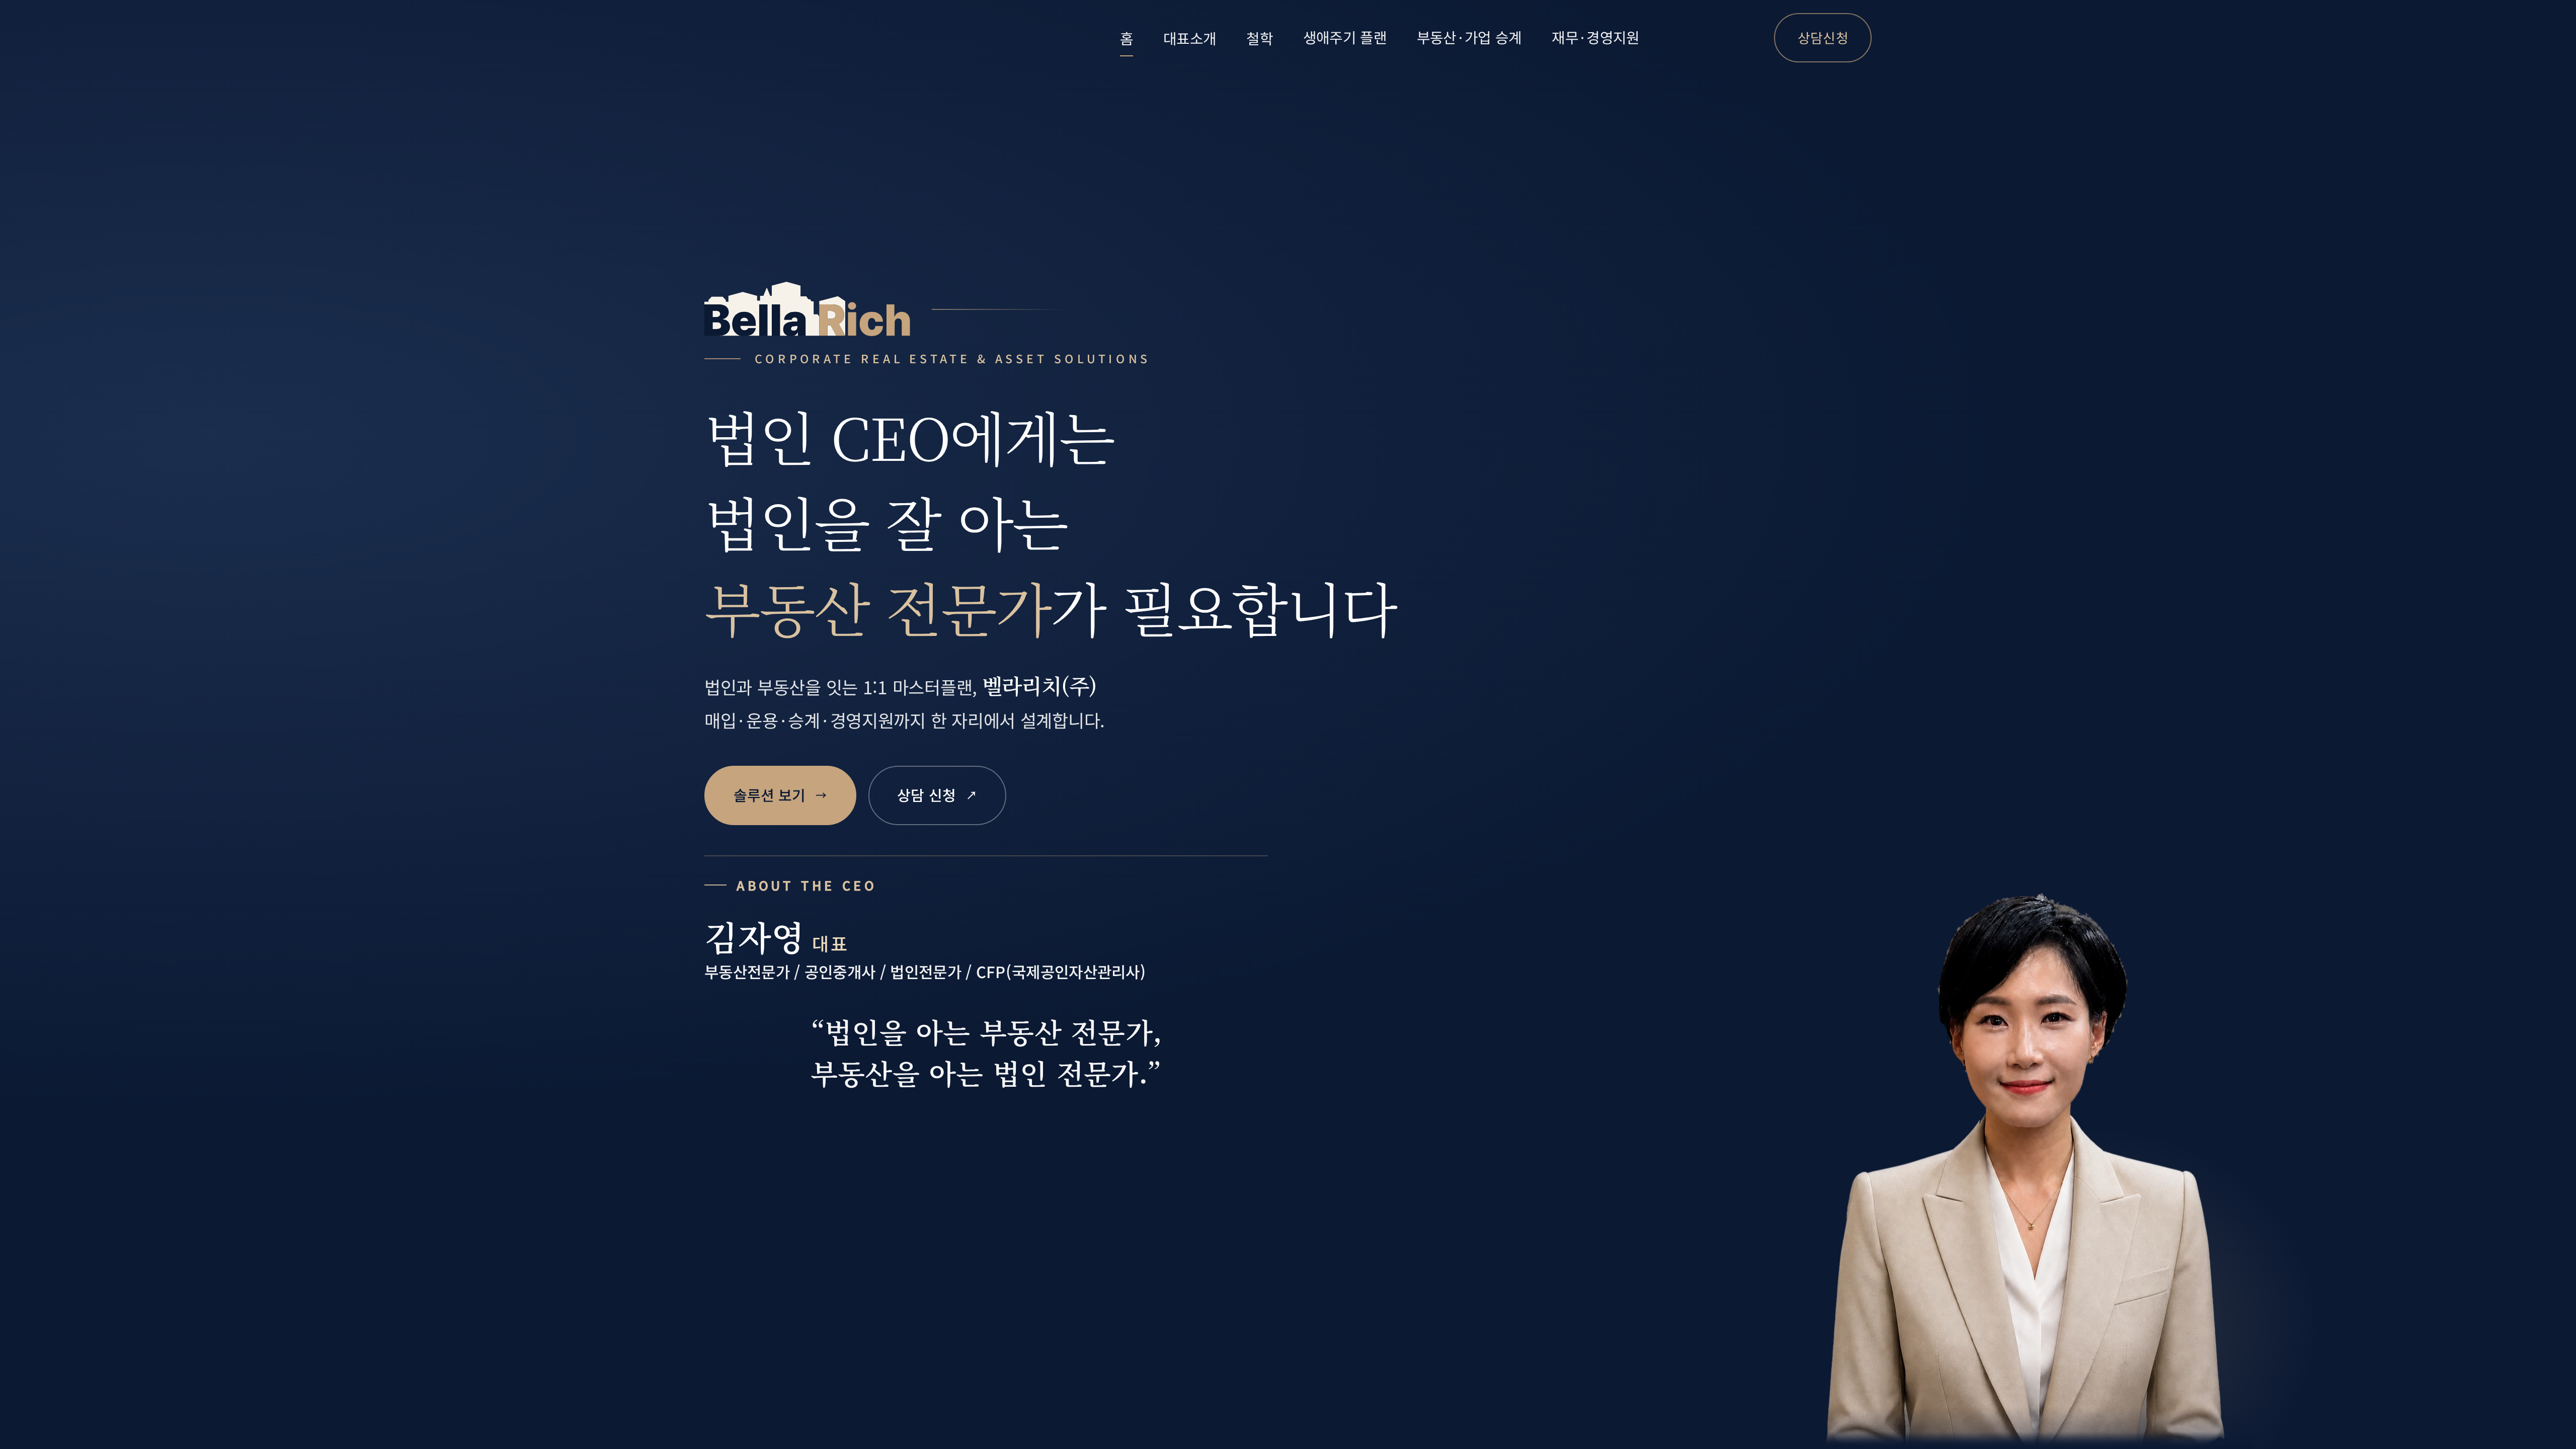 홈 대표소개 철학 생애주기 플랜 부동산·가업 승계 재무·경영지원 상담신청
Bella Rich
CORPORATE REAL ESTATE & ASSET SOLUTIONS
법인 CEO에게는
법인을 잘 아는
부동산 전문가가 필요합니다
법인과 부동산을 잇는 1:1 마스터플랜, 벨라리치(주)
매입·운용·승계·경영지원까지 한 자리에서 설계합니다.
솔루션 보기 → 상담 신청 ↗
ABOUT THE CEO
김자영 대표
부동산전문가 / 공인중개사 / 법인전문가 / CFP(국제공인자산관리사)
“법인을 아는 부동산 전문가,
부동산을 아는 법인 전문가.”